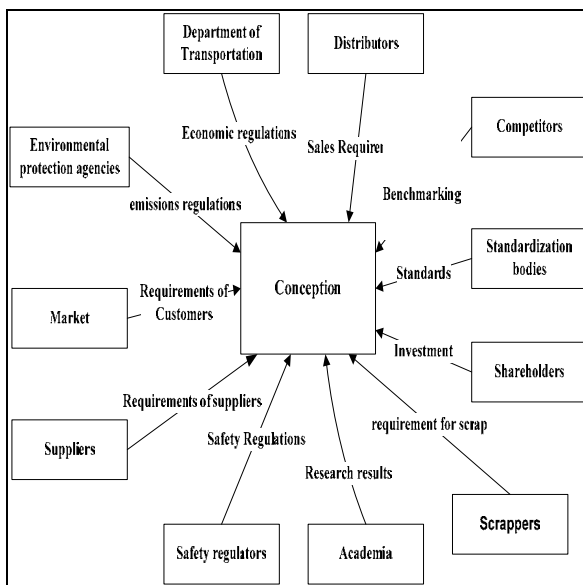 Department of
Transportation
Distributors
Competitors
Environmental
protection agencies
Economic regulations
Sales Requirer
Benchmarking
emissions regulations
Standardization
bodies
Standards
Conception
Market
Requirements of
Customers
Investment
Shareholders
Requirements of suppliers
Suppliers
Safety Regulations
requirement for scrap
Research results
Scrappers
Safety regulators
Academia